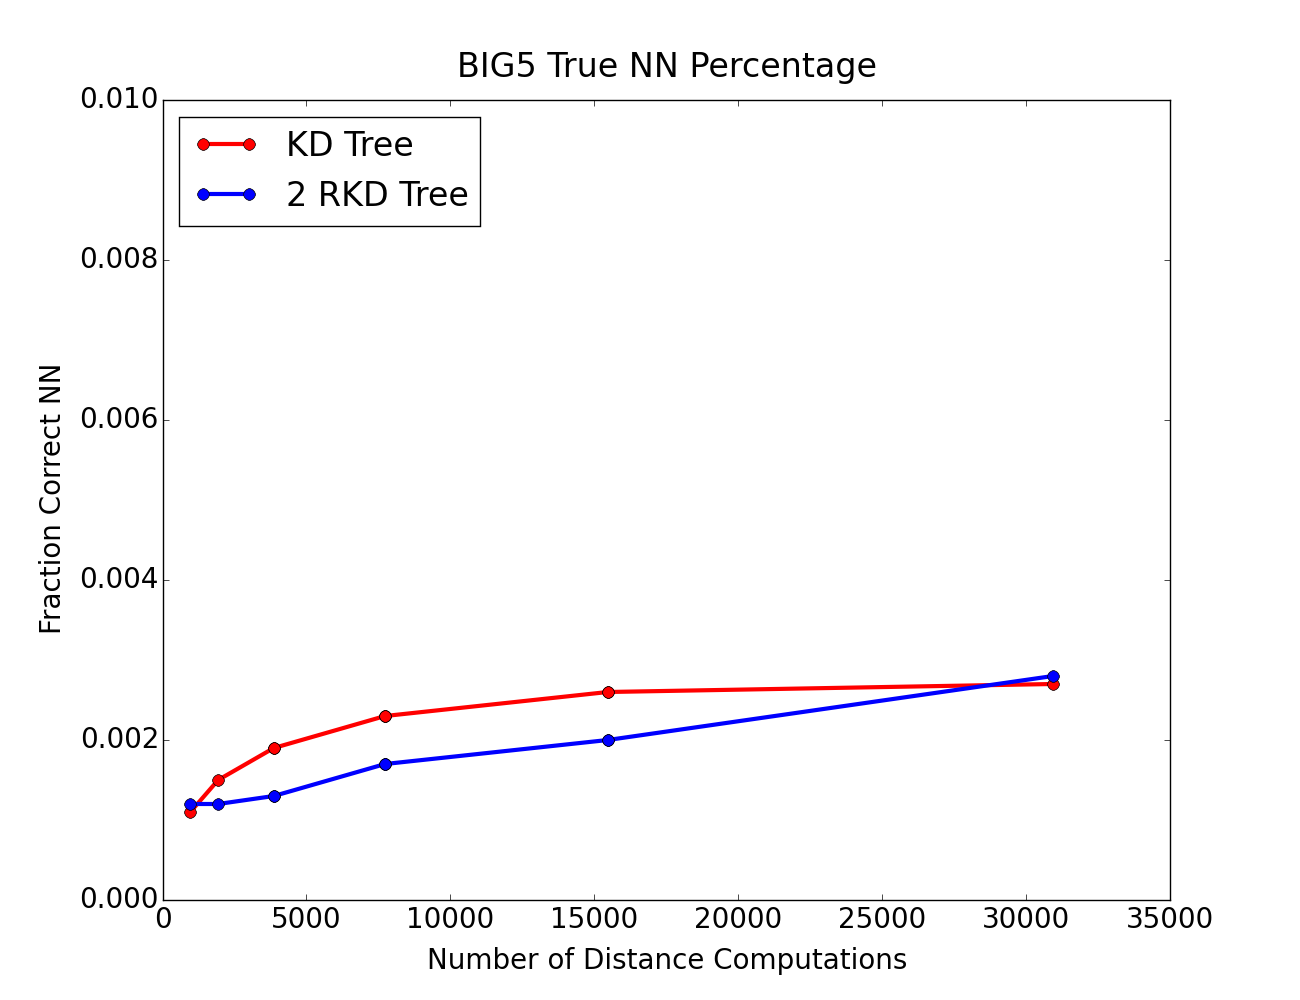 BIG5 True NN Percentage
KD Tree
2 RKD Tree
0.010
0.008
0.006
0.004
0.002
0.000
Fraction Correct NN
0 5000 10000 15000 20000 25000 30000 35000
Number of Distance Computations